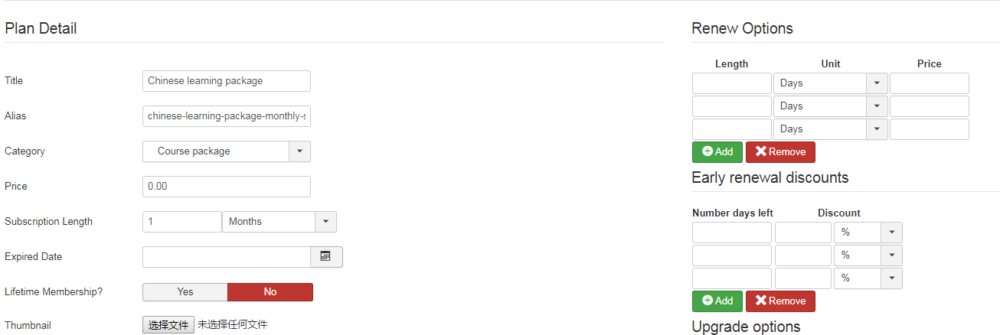 Plan Detail
Title
Chinese learning package
Alias
chinese-learning-package-monthly-s
Category
Course package
Price
0.00
Subscription Length
1
Months
Expired Date
Lifetime Membership?
Yes
No
Thumbnail
选择文件 未选择任何文件
Renew Options
Length Unit Price
Days
Days
Days
Add Remove
Early renewal discounts
Number days left Discount
%
%
%
Add Remove
Upgrade options